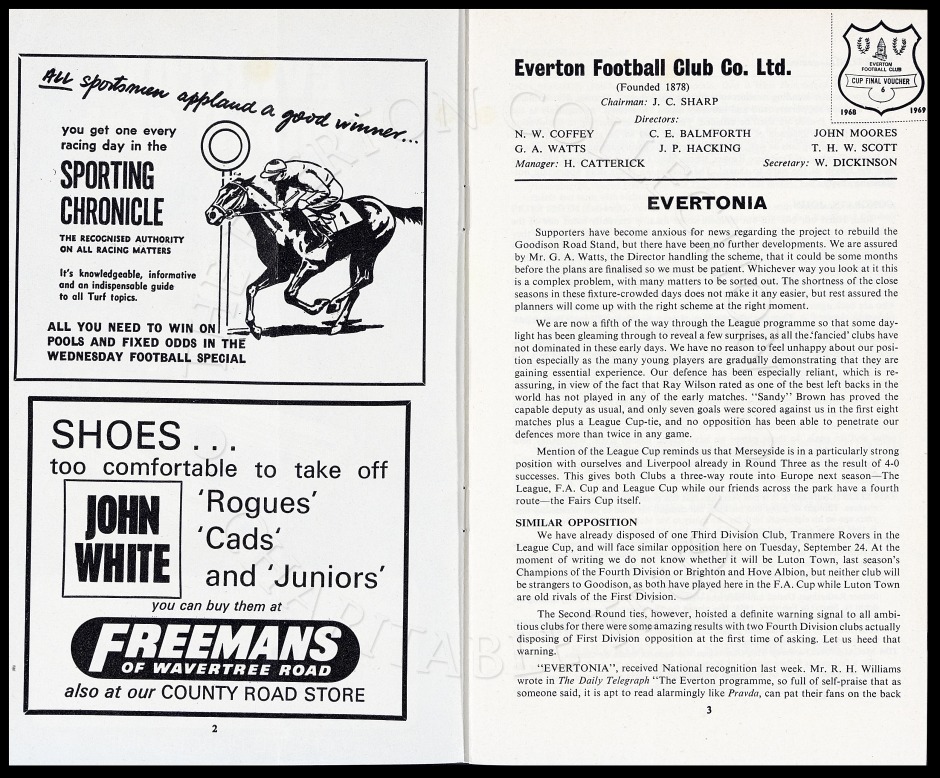 ALL sportsmen applaud a good winner...
you get one every
racing day in the
SPORTING
CHRONICLE
THE RECOGNISED AUTHORITY
ON ALL RACING MATTERS
It's knowledgeable, informative
and an indispensable guide
to all Turf topics.
ALL YOU NEED TO WIN ON
POOLS AND FIXED ODDS IN THE
WEDNESDAY FOOTBALL SPECIAL
1
SHOES...
too comfortable to take off
JOHN
WHITE
'Rogues'
'Cads'
and 'Juniors'
you can buy them at
FREEMANS
OF WAVERTREE ROAD
also at our COUNTY ROAD STORE
2
Everton Football Club Co. Ltd.
(Founded 1878)
Chairman: J. C. SHARP
Directors:
N. W. COFFEY C. E. BALMFORTH JOHN MOORES
G. A. WATTS J. P. HACKING T. H. W. SCOTT
Manager: H. CATTERICK Secretary: W. DICKINSON
EVERTON
FOOTBALL CLUB
CUP FINAL VOUCHER
6
1968 1969
EVERTONIA
Supporters have become anxious for news regarding the project to rebuild the
Goodison Road Stand, but there have been no further developments. We are assured
by Mr. G. A. Watts, the Director handling the scheme, that it could be some months
before the plans are finalised so we must be patient. Whichever way you look at it this
is a complex problem, with many matters to be sorted out. The shortness of the close
seasons in these fixture-crowded days does not make it any easier, but rest assured the
planners will come up with the right scheme at the right moment.
We are now a fifth of the way through the League programme so that some day-
light has been gleaming through to reveal a few surprises, as all the 'fancied' clubs have
not dominated in these early days. We have no reason to feel unhappy about our posi-
tion especially as the many young players are gradually demonstrating that they are
gaining essential experience. Our defence has been especially reliant, which is re-
assuring, in view of the fact that Ray Wilson rated as one of the best left backs in the
world has not played in any of the early matches. "Sandy" Brown has proved the
capable deputy as usual, and only seven goals were scored against us in the first eight
matches plus a League Cup-tie, and no opposition has been able to penetrate our
defences more than twice in any game.
Mention of the League Cup reminds us that Merseyside is in a particularly strong
position with ourselves and Liverpool already in Round Three as the result of 4-0
successes. This gives both Clubs a three-way route into Europe next season—The
League, F.A. Cup and League Cup while our friends across the park have a fourth
route—the Fairs Cup itself.
SIMILAR OPPOSITION
We have already disposed of one Third Division Club, Tranmere Rovers in the
League Cup, and will face similar opposition here on Tuesday, September 24. At the
moment of writing we do not know whether it will be Luton Town, last season's
Champions of the Fourth Division or Brighton and Hove Albion, but neither club will
be strangers to Goodison, as both have played here in the F.A. Cup while Luton Town
are old rivals of the First Division.
The Second Round ties, however, hoisted a definite warning signal to all ambi-
tious clubs for there were some amazing results with two Fourth Division clubs actually
disposing of First Division opposition at the first time of asking. Let us heed that
warning.
"EVERTONIA", received National recognition last week. Mr. R. H. Williams
wrote in The Daily Telegraph "The Everton programme, so full of self-praise that as
someone said, it is apt to read alarmingly like Pravda, can pat their fans on the back
3